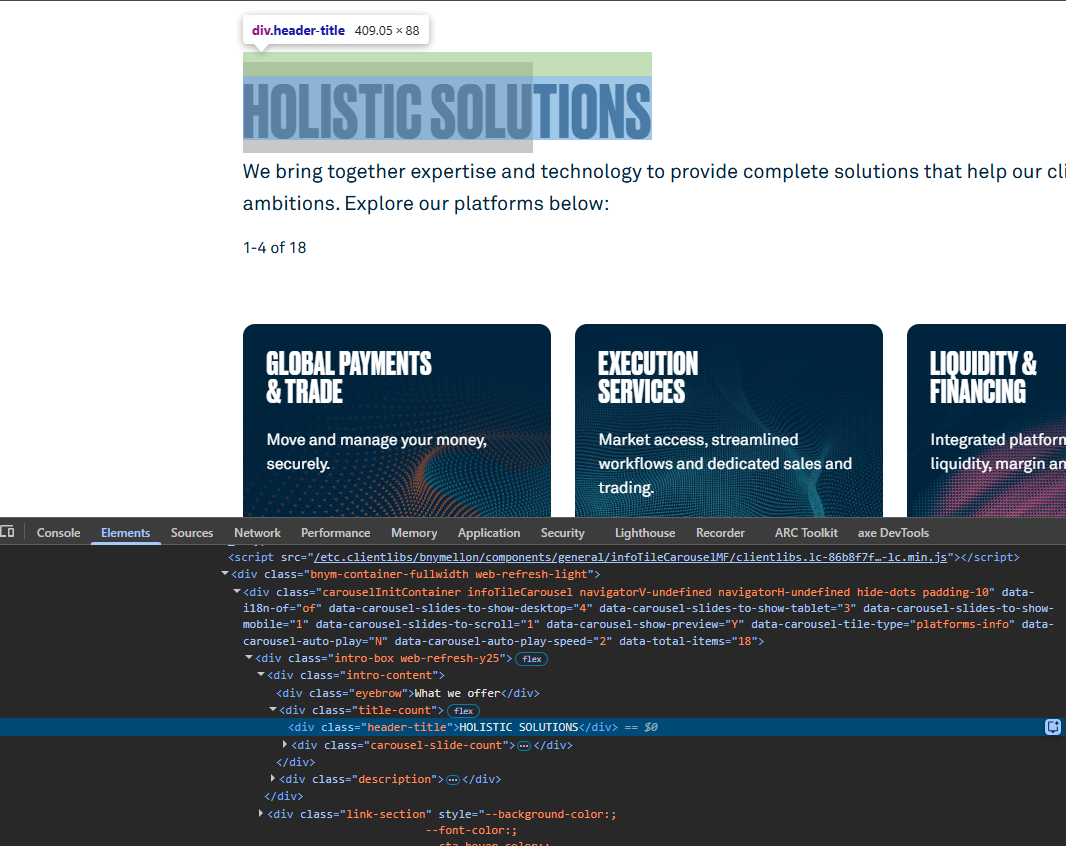 div.header-title 409.05 × 88
HOLISTIC SOLUTIONS
We bring together expertise and technology to provide complete solutions that help our cli
ambitions. Explore our platforms below:
1-4 of 18
GLOBAL PAYMENTS
& TRADE
Move and manage your money,
securely.
EXECUTION
SERVICES
Market access, streamlined
workflows and dedicated sales and
trading.
LIQUIDITY &
FINANCING
Integrated platform
liquidity, margin an
Console Elements Sources Network Performance Memory Application Security Lighthouse Recorder ARC Toolkit axe DevTools
<script src="/etc.clientlibs/bnymellon/components/general/infoTileCarouselMF/clientlibs.lc-86b8f7f…-lc.min.js"></script>
<div class="bnym-container-fullwidth web-refresh-light">
<div class="carouselInitContainer infoTileCarousel navigatorV-undefined navigatorH-undefined hide-dots padding-10" data-
i18n-of="of" data-carousel-slides-to-show-desktop="4" data-carousel-slides-to-show-tablet="3" data-carousel-slides-to-show-
mobile="1" data-carousel-slides-to-scroll="1" data-carousel-show-preview="Y" data-carousel-tile-type="platforms-info" data-
carousel-auto-play="N" data-carousel-auto-play-speed="2" data-total-items="18">
<div class="intro-box web-refresh-y25"> flex
<div class="intro-content">
<div class="eyebrow">What we offer</div>
<div class="title-count"> flex
<div class="header-title">HOLISTIC SOLUTIONS</div> == $0
<div class="carousel-slide-count"> … </div>
</div>
<div class="description"> … </div>
</div>
<div class="link-section" style="--background-color:;
--font-color:;